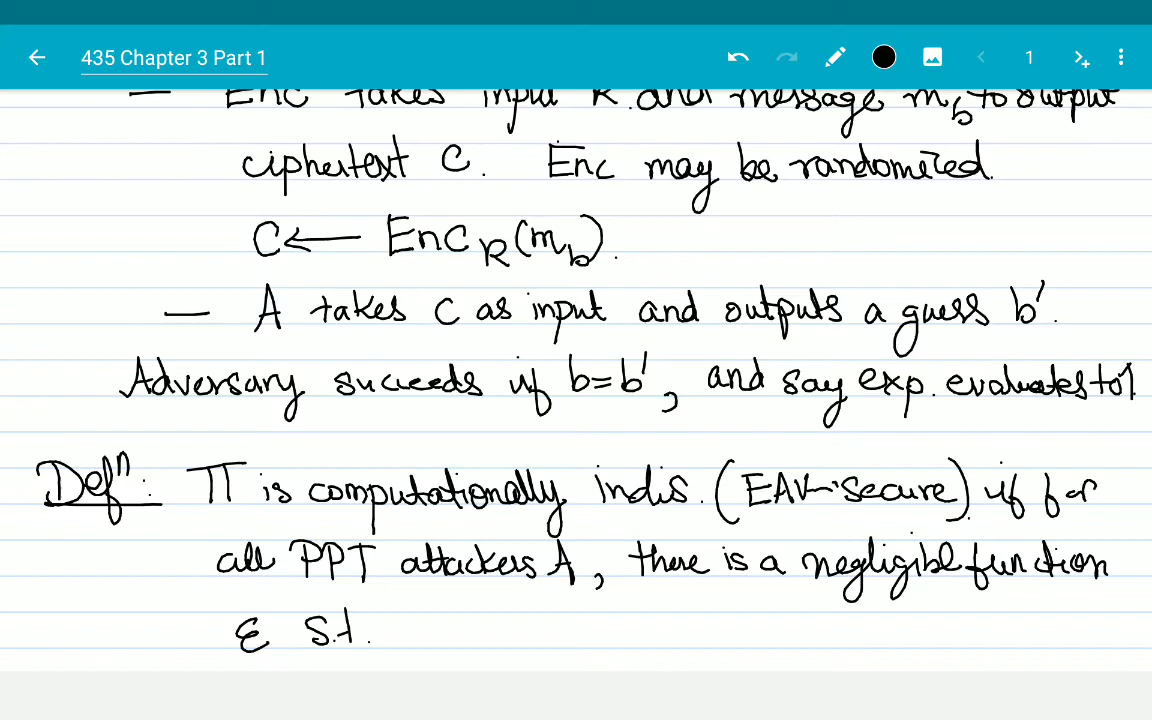 435 Chapter 3 Part 1
1
— Enc takes input k and message m_b to output
ciphertext C. Enc may be randomized.
C ← Enc_k(m_b).
— A takes C as input and outputs a guess b'.
Adversary succeeds if b=b', and say exp. evaluates to 1.
Defⁿ: Π is computationally indis. (EAV-secure) if for
all PPT attackers A, there is a negligible function
ε s.t.